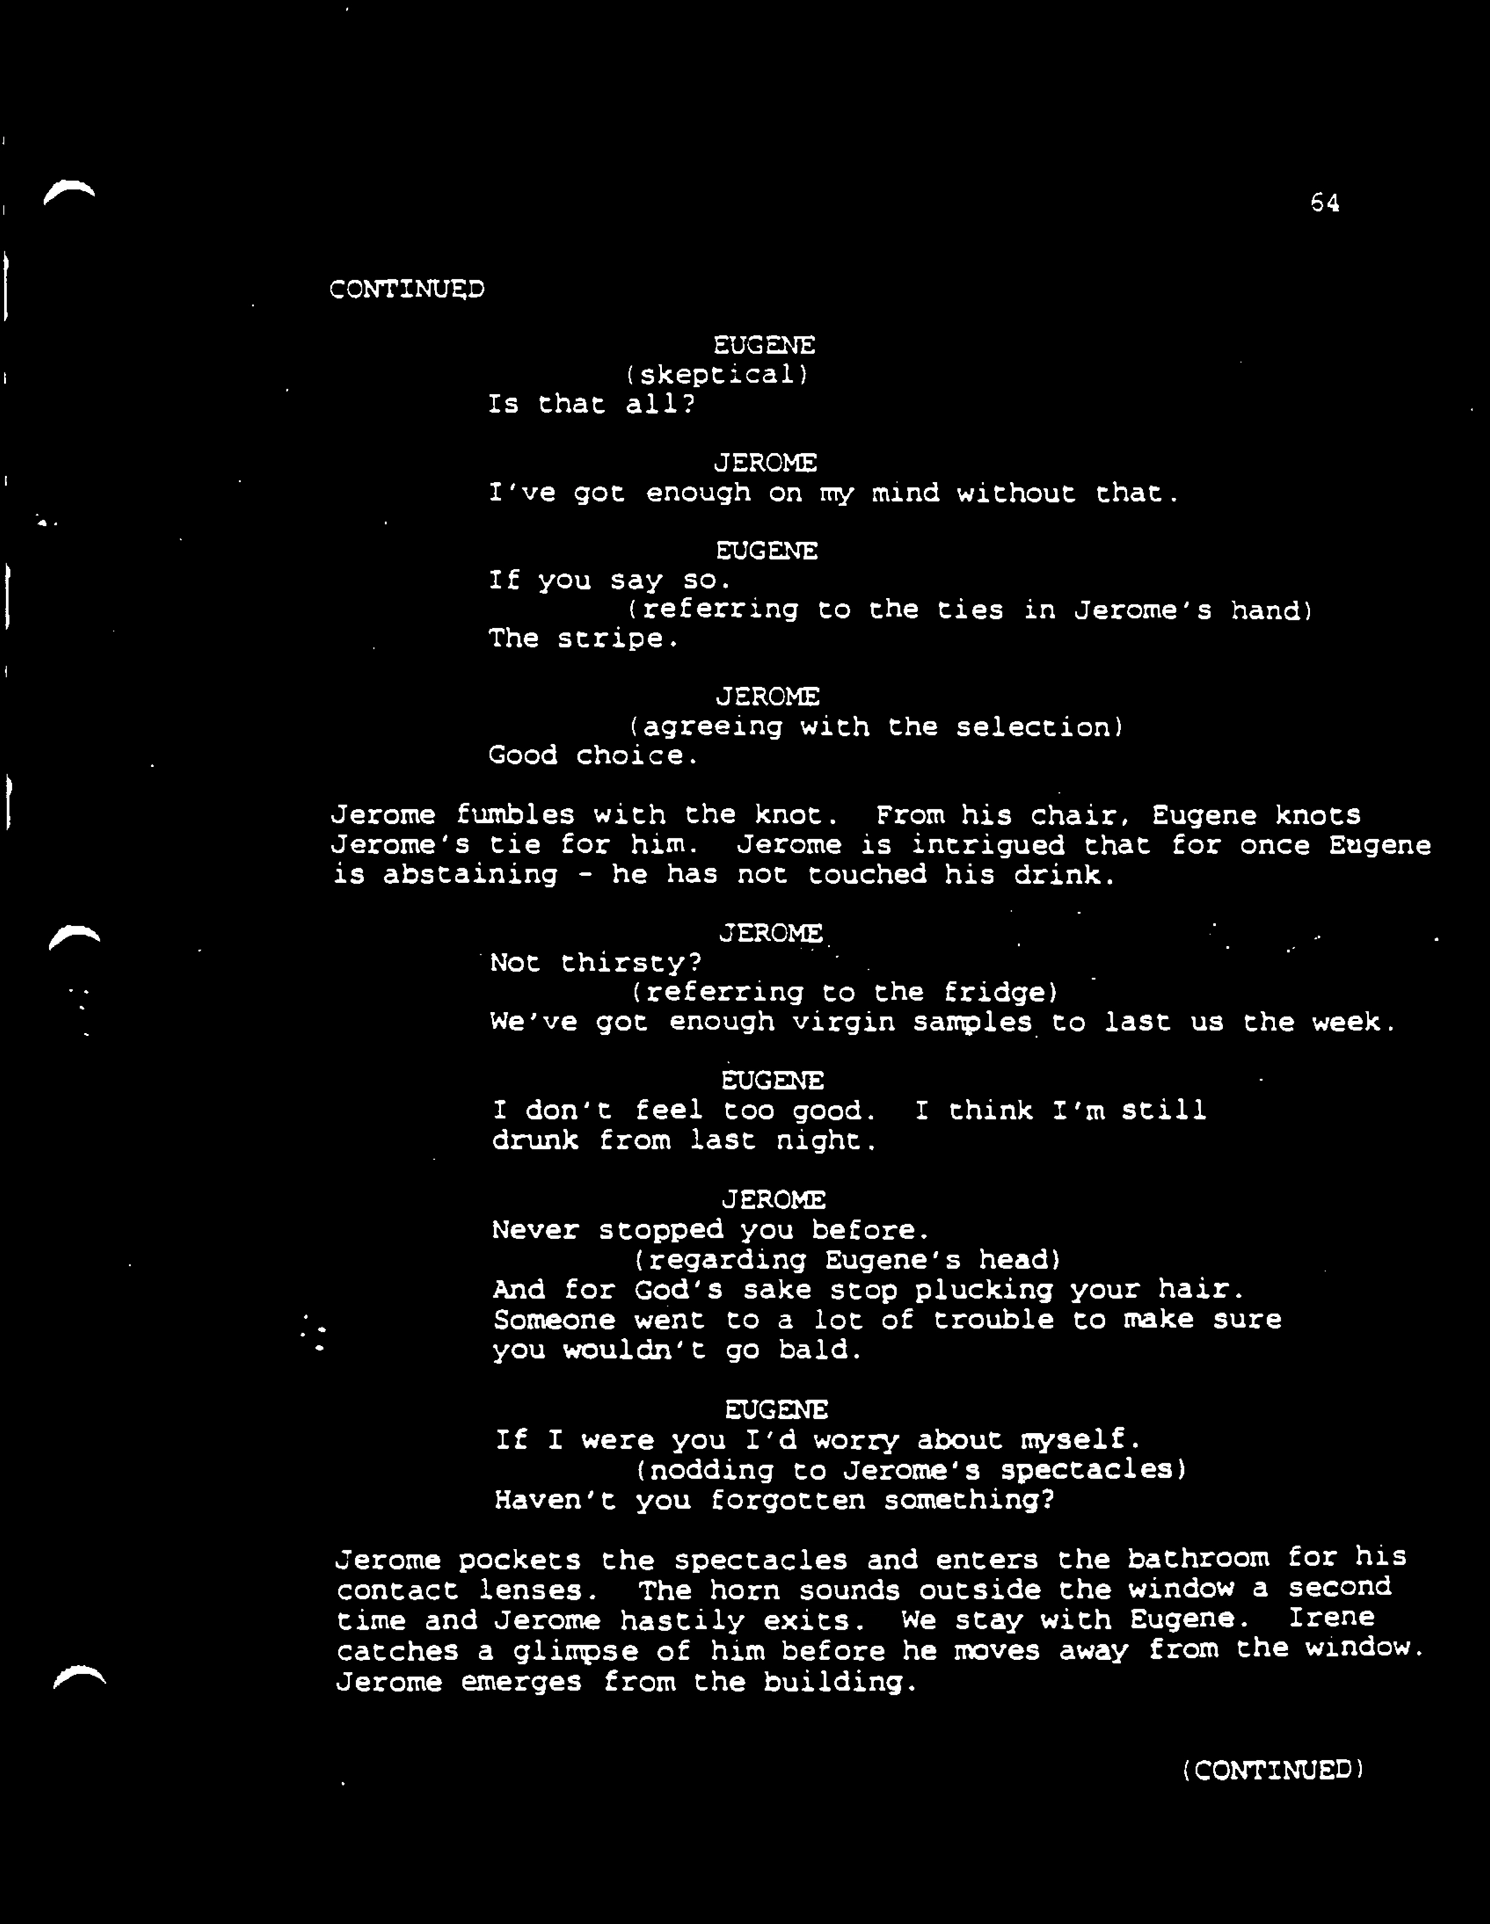 64
CONTINUED
EUGENE
(skeptical)
Is that all?
JEROME
I've got enough on my mind without that.
EUGENE
If you say so.
(referring to the ties in Jerome's hand)
The stripe.
JEROME
(agreeing with the selection)
Good choice.
Jerome fumbles with the knot. From his chair, Eugene knots
Jerome's tie for him. Jerome is intrigued that for once Eugene
is abstaining - he has not touched his drink.
JEROME
Not thirsty?
(referring to the fridge)
We've got enough virgin samples to last us the week.
EUGENE
I don't feel too good. I think I'm still
drunk from last night.
JEROME
Never stopped you before.
(regarding Eugene's head)
And for God's sake stop plucking your hair.
Someone went to a lot of trouble to make sure
you wouldn't go bald.
EUGENE
If I were you I'd worry about myself.
(nodding to Jerome's spectacles)
Haven't you forgotten something?
Jerome pockets the spectacles and enters the bathroom for his
contact lenses. The horn sounds outside the window a second
time and Jerome hastily exits. We stay with Eugene. Irene
catches a glimpse of him before he moves away from the window.
Jerome emerges from the building.
(CONTINUED)